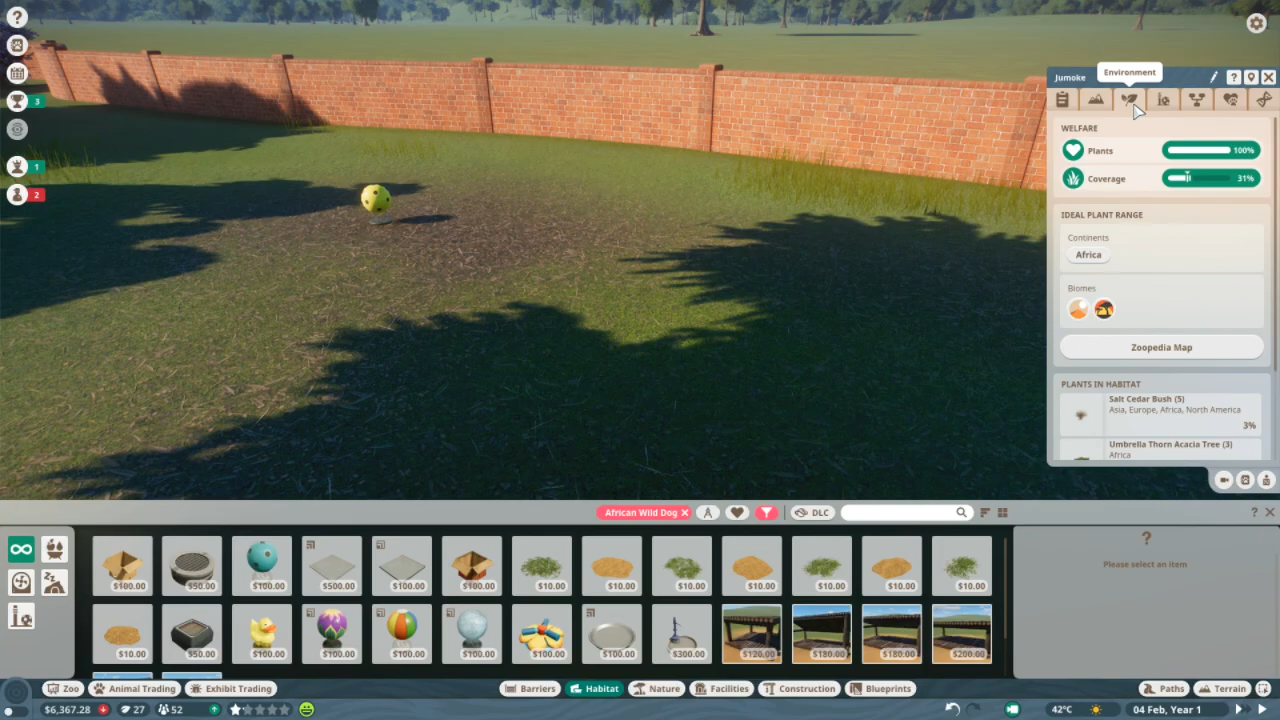 ?
3
1
2
Environment
Jumoke
?
WELFARE
Plants
100%
Coverage
31%
IDEAL PLANT RANGE
Continents
Africa
Biomes
Zoopedia Map
PLANTS IN HABITAT
Salt Cedar Bush (5)
Asia, Europe, Africa, North America
3%
Umbrella Thorn Acacia Tree (3)
Africa
African Wild Dog
DLC
?
$100.00 $50.00 $100.00 $500.00 $100.00 $100.00 $10.00 $10.00 $10.00 $10.00 $10.00 $10.00 $10.00
?
Please select an item
$10.00 $50.00 $100.00 $100.00 $100.00 $100.00 $100.00 $100.00 $300.00 $120.00 $180.00 $180.00 $200.00
Zoo Animal Trading Exhibit Trading Barriers Habitat Nature Facilities Construction Blueprints Paths Terrain
$6,367.28 27 52 42°C 04 Feb, Year 1